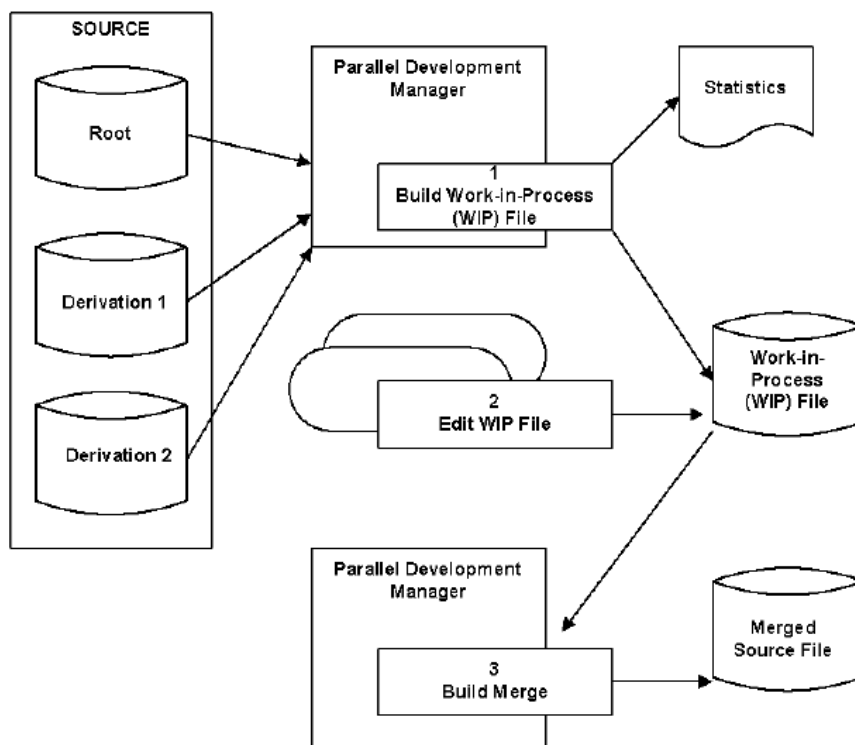 SOURCE
Root
Derivation 1
Derivation 2
Parallel Development
Manager
1
Build Work-in-Process
(WIP) File
Statistics
2
Edit WIP File
Work-in-
Process
(WIP) File
Parallel Development
Manager
3
Build Merge
Merged
Source File